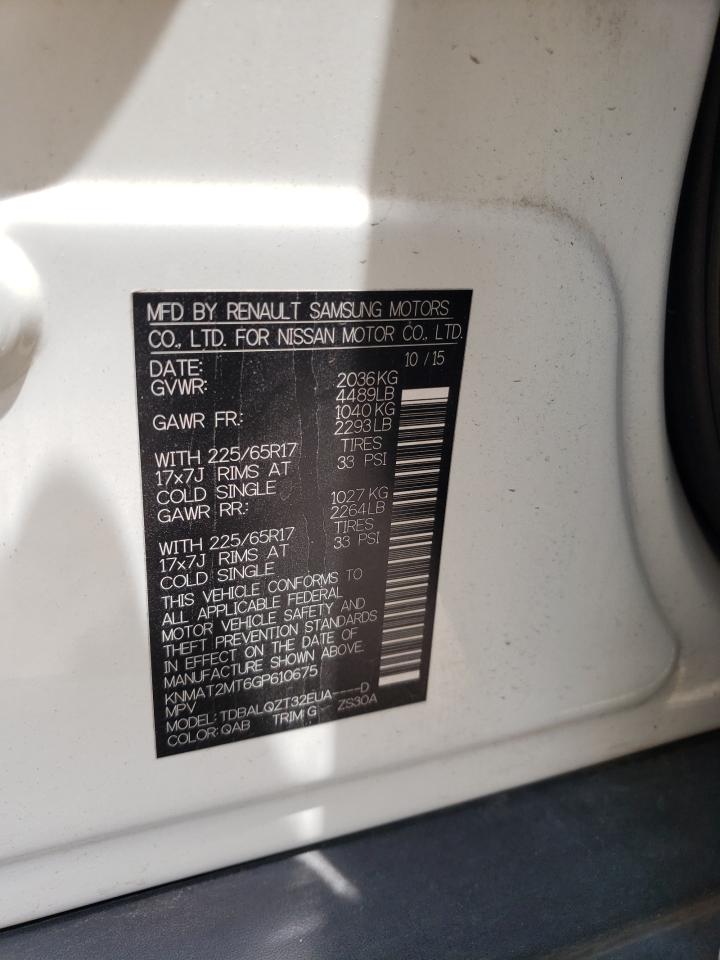 MFD BY RENAULT SAMSUNG MOTORS
CO., LTD. FOR NISSAN MOTOR CO., LTD.
DATE: 10/15
GVWR: 2036KG
4489LB
GAWR FR: 1040KG
2293LB
WITH 225/65R17 TIRES
17x7J RIMS AT 33 PSI
COLD SINGLE
GAWR RR: 1027KG
2264LB
WITH 225/65R17 TIRES
17x7J RIMS AT 33 PSI
COLD SINGLE
THIS VEHICLE CONFORMS TO
ALL APPLICABLE FEDERAL
MOTOR VEHICLE SAFETY AND
THEFT PREVENTION STANDARDS
IN EFFECT ON THE DATE OF
MANUFACTURE SHOWN ABOVE.
KNMAT2MT6GP610675
MPV
MODEL:TDBALQZT32EUA----D
COLOR:QAB TRIM:G ZS30A